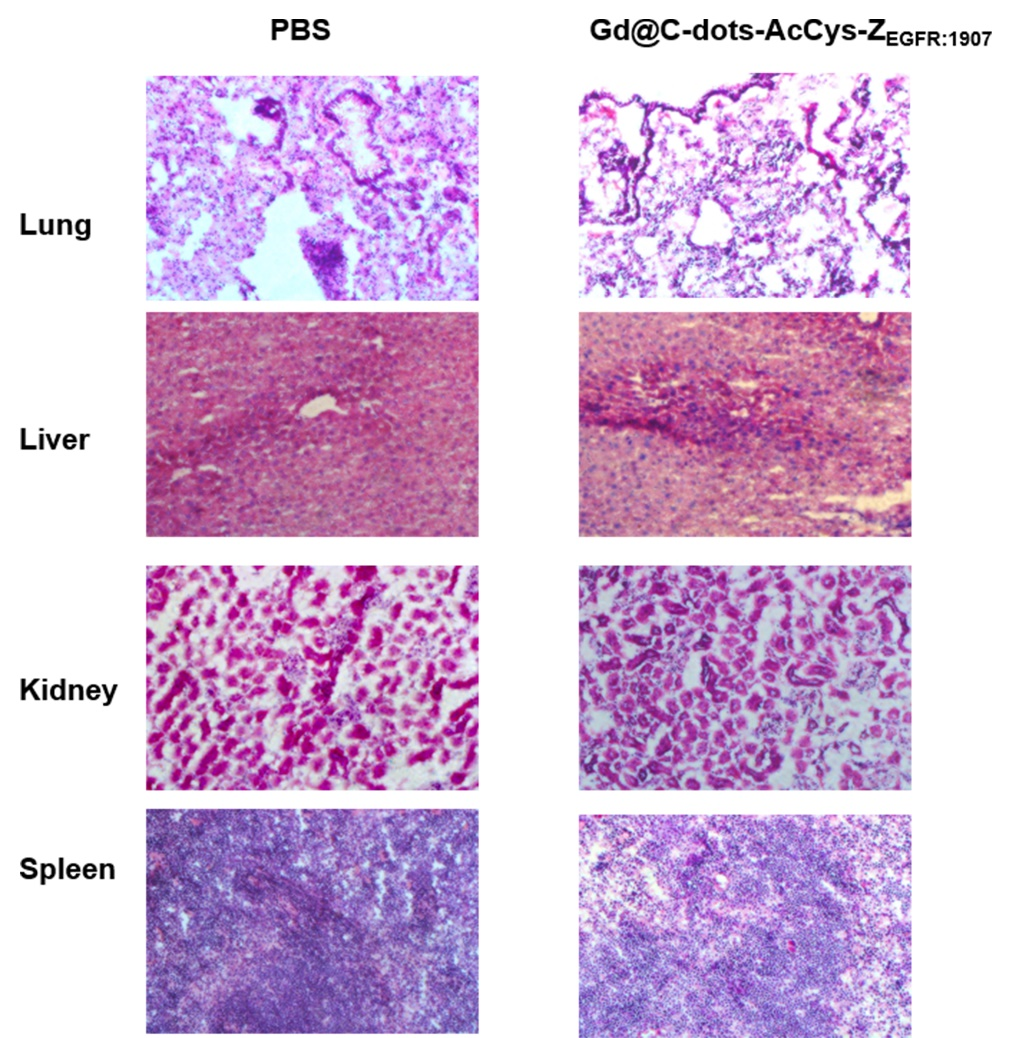 PBS
Gd@C-dots-AcCys-ZEGFR:1907
Lung
Liver
Kidney
Spleen